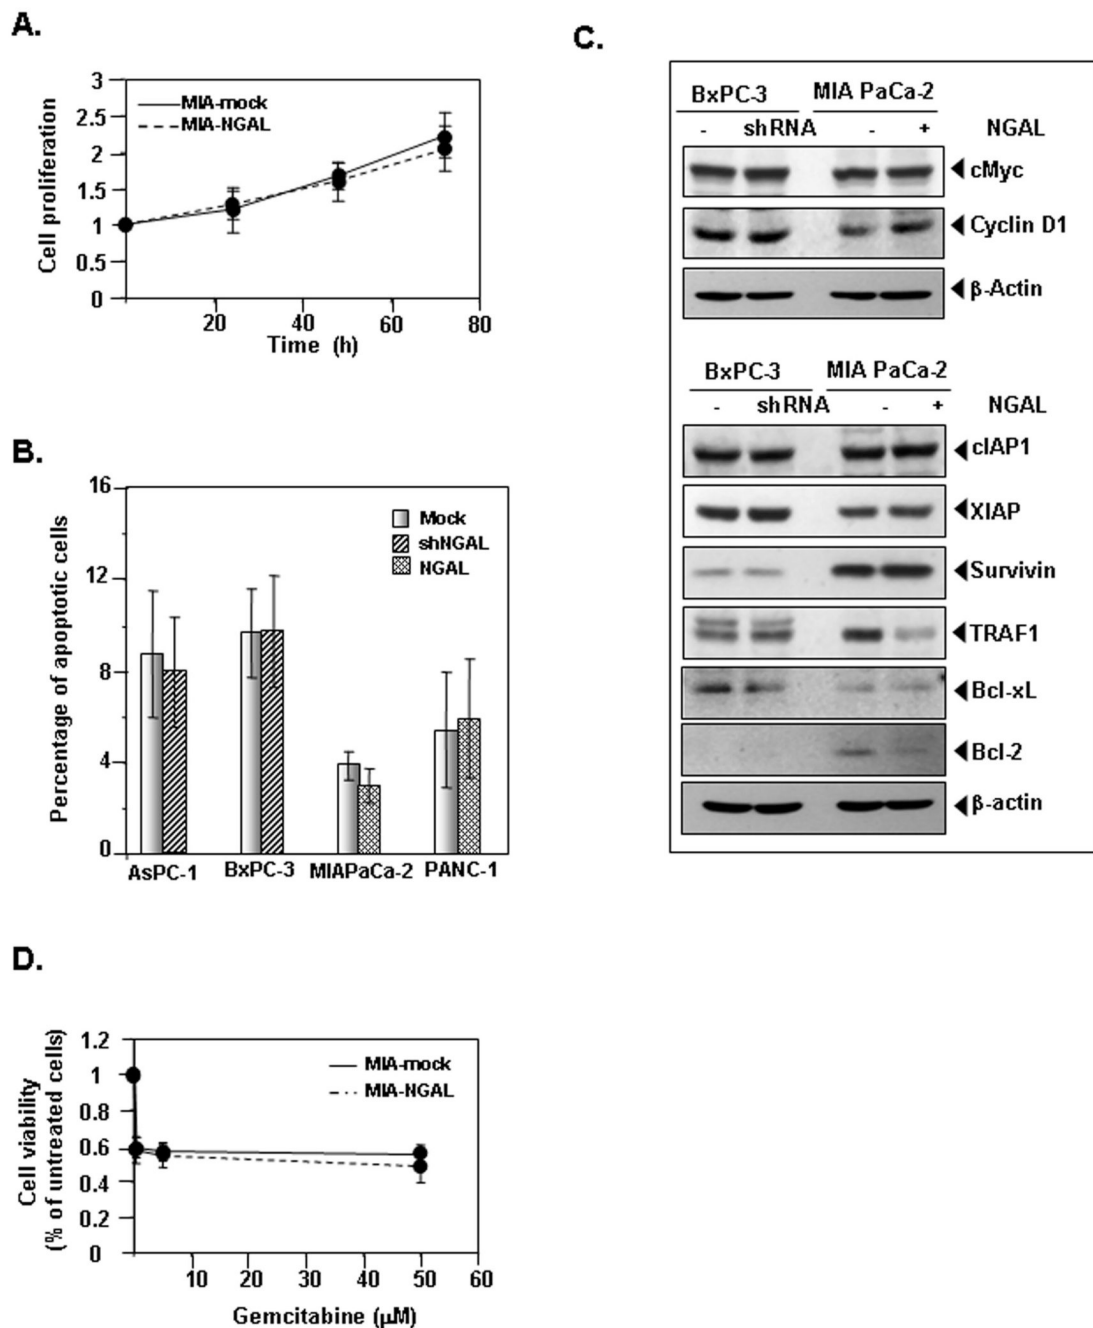 A.
3
2.5
2
1.5
1
0.5
0
MIA-mock
MIA-NGAL
Cell proliferation
20 40 60 80
Time (h)
B.
16
12
8
4
0
Mock
shNGAL
NGAL
Percentage of apoptotic cells
AsPC-1 BxPC-3 MIAPaCa-2 PANC-1
C.
BxPC-3 MIA PaCa-2
- shRNA - + NGAL
cMyc
Cyclin D1
β-Actin
BxPC-3 MIA PaCa-2
- shRNA - + NGAL
cIAP1
XIAP
Survivin
TRAF1
Bcl-xL
Bcl-2
β-actin
D.
1.2
1
0.8
0.6
0.4
0.2
0
MIA-mock
MIA-NGAL
Cell viability
(% of untreated cells)
10 20 30 40 50 60
Gemcitabine (µM)